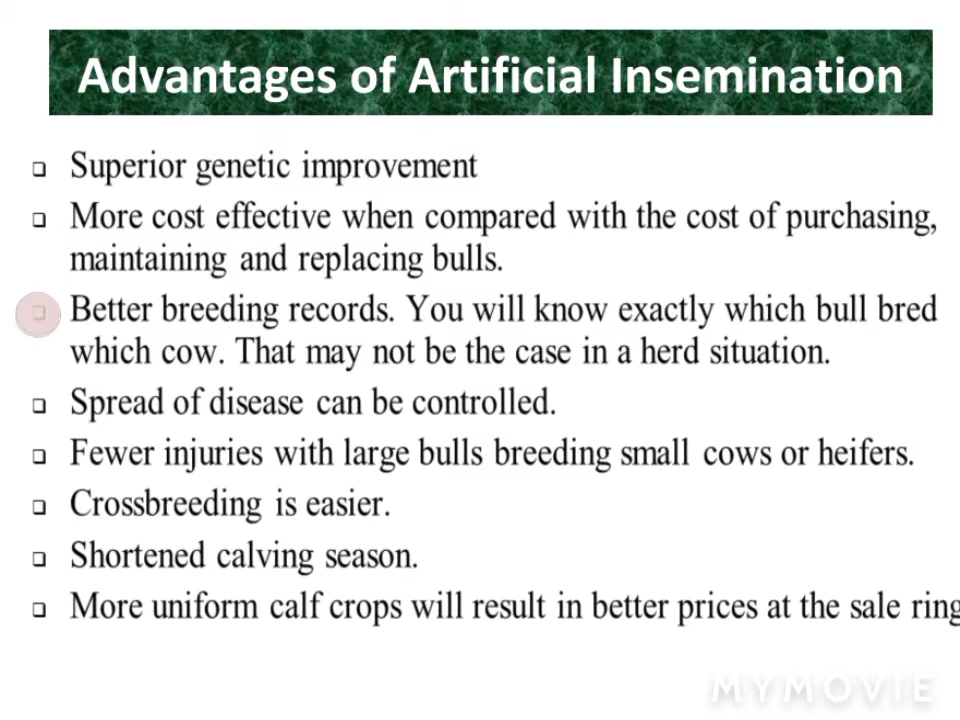 Advantages of Artificial Insemination
❑ Superior genetic improvement
❑ More cost effective when compared with the cost of purchasing,
maintaining and replacing bulls.
❑ Better breeding records. You will know exactly which bull bred
which cow. That may not be the case in a herd situation.
❑ Spread of disease can be controlled.
❑ Fewer injuries with large bulls breeding small cows or heifers.
❑ Crossbreeding is easier.
❑ Shortened calving season.
❑ More uniform calf crops will result in better prices at the sale ring
MYMOVIE